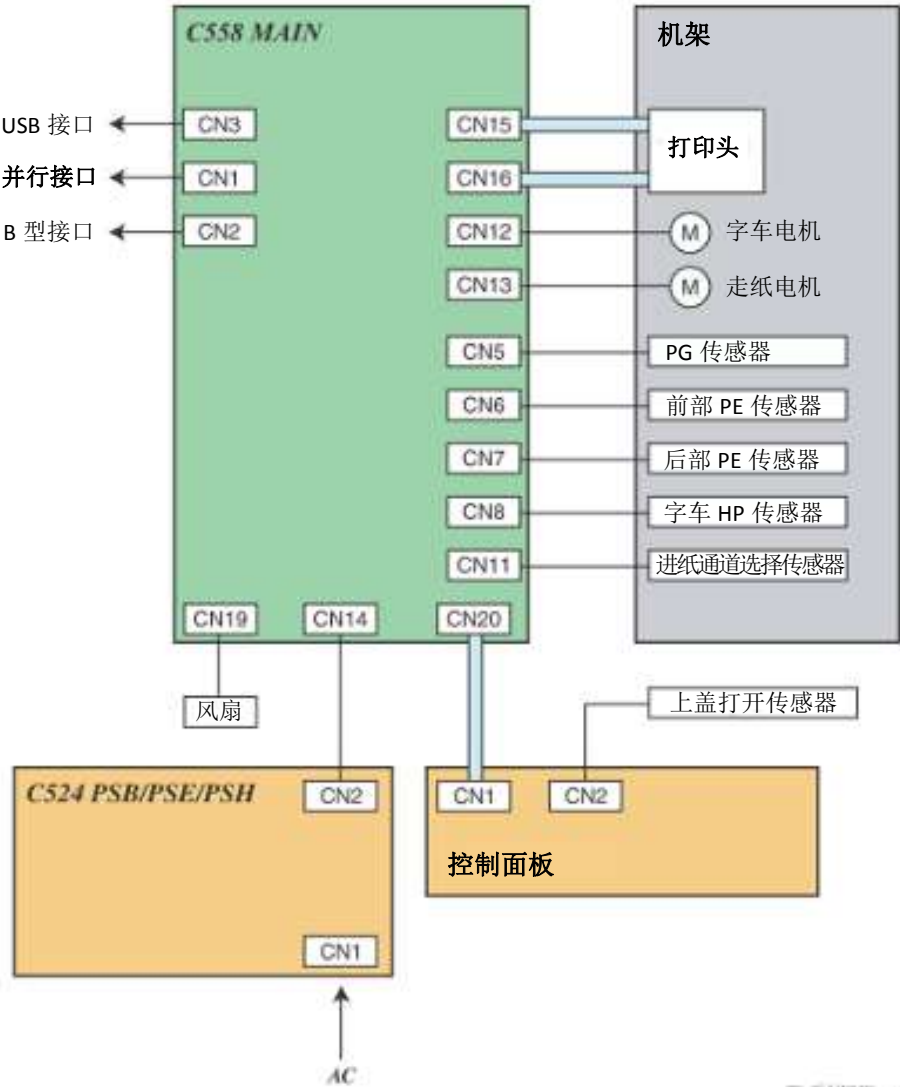 C558 MAIN
机架
USB 接口
CN3
CN15
打印头
并行接口
CN1
CN16
B 型接口
CN2
CN12
M
字车电机
CN13
M
走纸电机
CN5
PG 传感器
CN6
前部 PE 传感器
CN7
后部 PE 传感器
CN8
字车 HP 传感器
CN11
进纸通道选择传感器
CN19
CN14
CN20
风扇
上盖打开传感器
C524 PSB/PSE/PSH
CN2
CN1
CN2
控制面板
CN1
AC